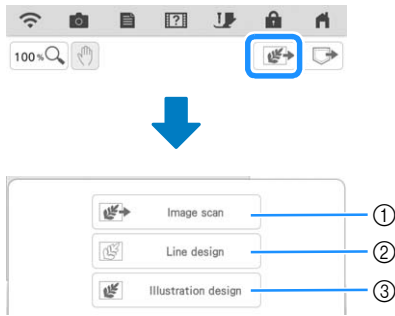 100%
Image scan ①
Line design ②
Illustration design ③